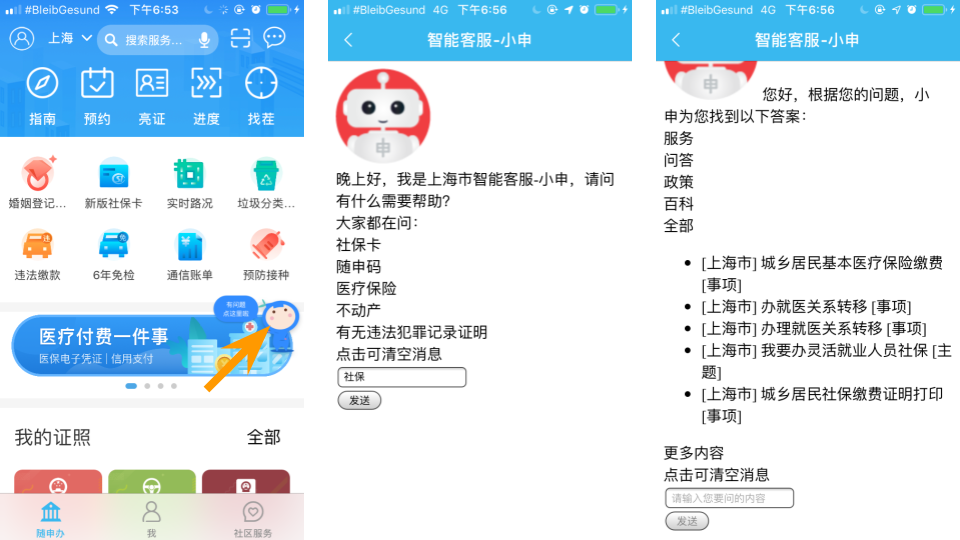 #BleibGesund 下午6:53
上海 搜索服务...
指南 预约 亮证 进度 找茬
婚姻登记... 新版社保卡 实时路况 垃圾分类...
违 免
违法缴款 6年免检 通信账单 预防接种
有问题
点这里啦
医疗付费一件事
医保电子凭证 | 信用支付
我的证照 全部
随申办 我 社区服务
#BleibGesund 4G 下午6:56
智能客服-小申
申
晚上好，我是上海市智能客服-小申，请问
有什么需要帮助?
大家都在问：
社保卡
随申码
医疗保险
不动产
有无违法犯罪记录证明
点击可清空消息
社保
发送
#BleibGesund 4G 下午6:56
智能客服-小申
申
您好，根据您的问题，小
申为您找到以下答案：
服务
问答
政策
百科
全部
• [上海市] 城乡居民基本医疗保险缴费
[事项]
• [上海市] 办就医关系转移 [事项]
• [上海市] 办理就医关系转移 [事项]
• [上海市] 我要办灵活就业人员社保 [主
题]
• [上海市] 城乡居民社保缴费证明打印
[事项]
更多内容
点击可清空消息
请输入您要问的内容
发送